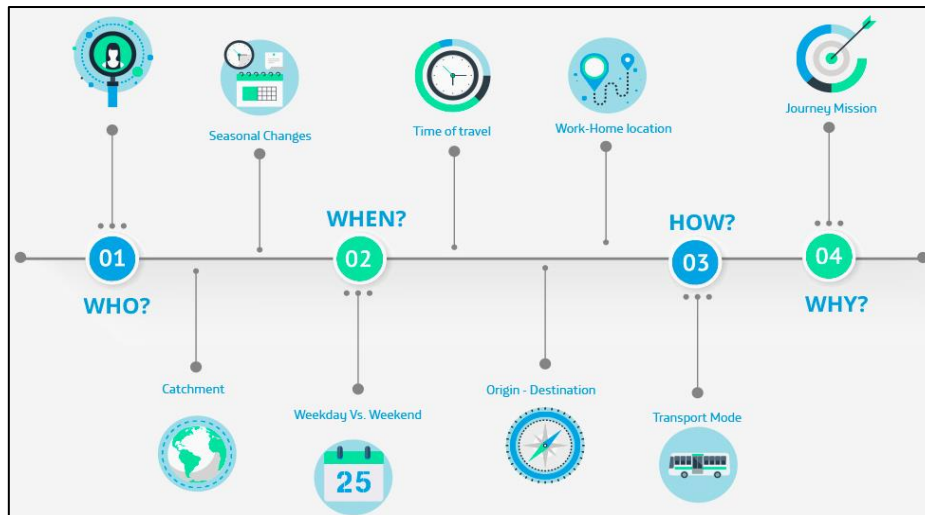 Seasonal Changes
Time of travel
Work-Home location
Journey Mission
WHEN?
HOW?
01
02
03
04
WHO?
WHY?
Catchment
Weekday Vs. Weekend
Origin - Destination
Transport Mode
25